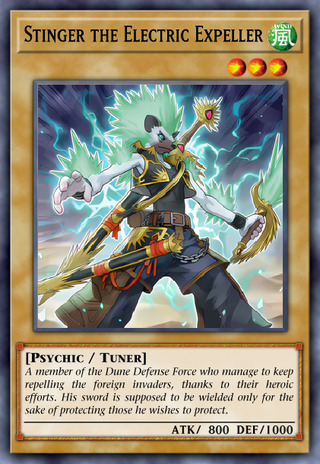 Stinger the Electric Expeller
WIND
風
[Psychic / Tuner]
A member of the Dune Defense Force who manage to keep
repelling the foreign invaders, thanks to their heroic
efforts. His sword is supposed to be wielded only for the
sake of protecting those he wishes to protect.
ATK/ 800 DEF/1000